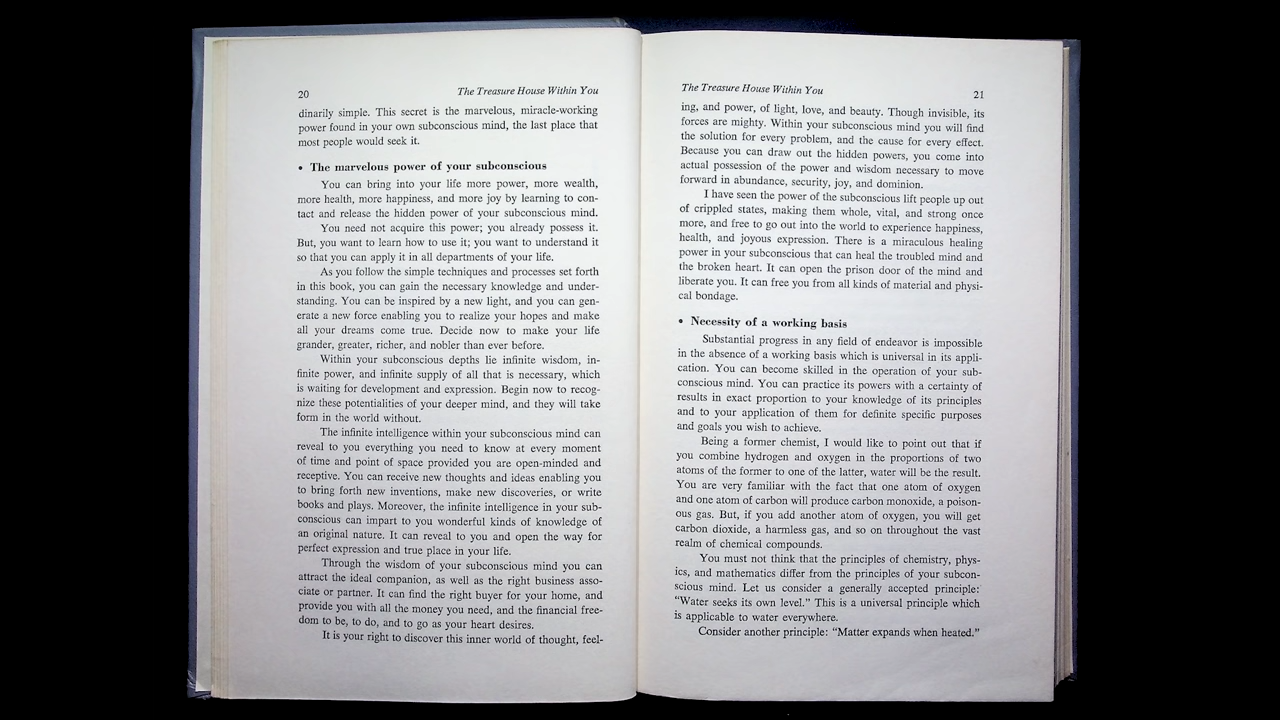 20
The Treasure House Within You
dinarily simple. This secret is the marvelous, miracle-working
power found in your own subconscious mind, the last place that
most people would seek it.
• The marvelous power of your subconscious
You can bring into your life more power, more wealth,
more health, more happiness, and more joy by learning to con-
tact and release the hidden power of your subconscious mind.
You need not acquire this power; you already possess it.
But, you want to learn how to use it; you want to understand it
so that you can apply it in all departments of your life.
As you follow the simple techniques and processes set forth
in this book, you can gain the necessary knowledge and under-
standing. You can be inspired by a new light, and you can gen-
erate a new force enabling you to realize your hopes and make
all your dreams come true. Decide now to make your life
grander, greater, richer, and nobler than ever before.
Within your subconscious depths lie infinite wisdom, in-
finite power, and infinite supply of all that is necessary, which
is waiting for development and expression. Begin now to recog-
nize these potentialities of your deeper mind, and they will take
form in the world without.
The infinite intelligence within your subconscious mind can
reveal to you everything you need to know at every moment
of time and point of space provided you are open-minded and
receptive. You can receive new thoughts and ideas enabling you
to bring forth new inventions, make new discoveries, or write
books and plays. Moreover, the infinite intelligence in your sub-
conscious can impart to you wonderful kinds of knowledge of
an original nature. It can reveal to you and open the way for
perfect expression and true place in your life.
Through the wisdom of your subconscious mind you can
attract the ideal companion, as well as the right business asso-
ciate or partner. It can find the right buyer for your home, and
provide you with all the money you need, and the financial free-
dom to be, to do, and to go as your heart desires.
It is your right to discover this inner world of thought, feel-
The Treasure House Within You
21
ing, and power, of light, love, and beauty. Though invisible, its
forces are mighty. Within your subconscious mind you will find
the solution for every problem, and the cause for every effect.
Because you can draw out the hidden powers, you come into
actual possession of the power and wisdom necessary to move
forward in abundance, security, joy, and dominion.
I have seen the power of the subconscious lift people up out
of crippled states, making them whole, vital, and strong once
more, and free to go out into the world to experience happiness,
health, and joyous expression. There is a miraculous healing
power in your subconscious that can heal the troubled mind and
the broken heart. It can open the prison door of the mind and
liberate you. It can free you from all kinds of material and physi-
cal bondage.
• Necessity of a working basis
Substantial progress in any field of endeavor is impossible
in the absence of a working basis which is universal in its appli-
cation. You can become skilled in the operation of your sub-
conscious mind. You can practice its powers with a certainty of
results in exact proportion to your knowledge of its principles
and to your application of them for definite specific purposes
and goals you wish to achieve.
Being a former chemist, I would like to point out that if
you combine hydrogen and oxygen in the proportions of two
atoms of the former to one of the latter, water will be the result.
You are very familiar with the fact that one atom of oxygen
and one atom of carbon will produce carbon monoxide, a poison-
ous gas. But, if you add another atom of oxygen, you will get
carbon dioxide, a harmless gas, and so on throughout the vast
realm of chemical compounds.
You must not think that the principles of chemistry, phys-
ics, and mathematics differ from the principles of your subcon-
scious mind. Let us consider a generally accepted principle:
“Water seeks its own level.” This is a universal principle which
is applicable to water everywhere.
Consider another principle: “Matter expands when heated.”